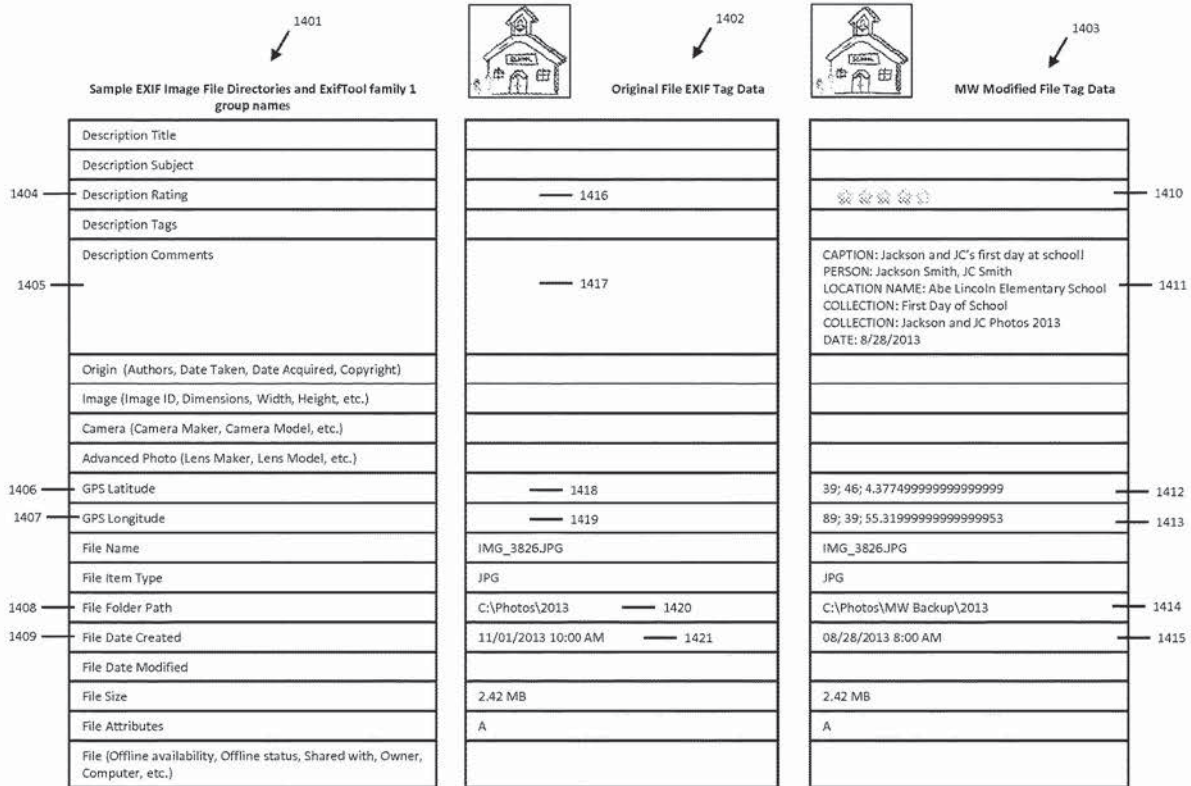 1401
1402
1403
SCHOOL
SCHOOL
Sample EXIF Image File Directories and ExifTool family 1
group names
Original File EXIF Tag Data
MW Modified File Tag Data
Description Title
Description Subject
1404
Description Rating
1416
1410
Description Tags
Description Comments
1405
1417
CAPTION: Jackson and JC's first day at school!
PERSON: Jackson Smith, JC Smith
LOCATION NAME: Abe Lincoln Elementary School
COLLECTION: First Day of School
COLLECTION: Jackson and JC Photos 2013
DATE: 8/28/2013
1411
Origin (Authors, Date Taken, Date Acquired, Copyright)
Image (Image ID, Dimensions, Width, Height, etc.)
Camera (Camera Maker, Camera Model, etc.)
Advanced Photo (Lens Maker, Lens Model, etc.)
1406
GPS Latitude
1418
39; 46; 4.377499999999999999
1412
1407
GPS Longitude
1419
89; 39; 55.31999999999999953
1413
File Name
IMG_3826.JPG
IMG_3826.JPG
File Item Type
JPG
JPG
1408
File Folder Path
C:\Photos\2013
1420
C:\Photos\MW Backup\2013
1414
1409
File Date Created
11/01/2013 10:00 AM
1421
08/28/2013 8:00 AM
1415
File Date Modified
File Size
2.42 MB
2.42 MB
File Attributes
A
A
File (Offline availability, Offline status, Shared with, Owner,
Computer, etc.)